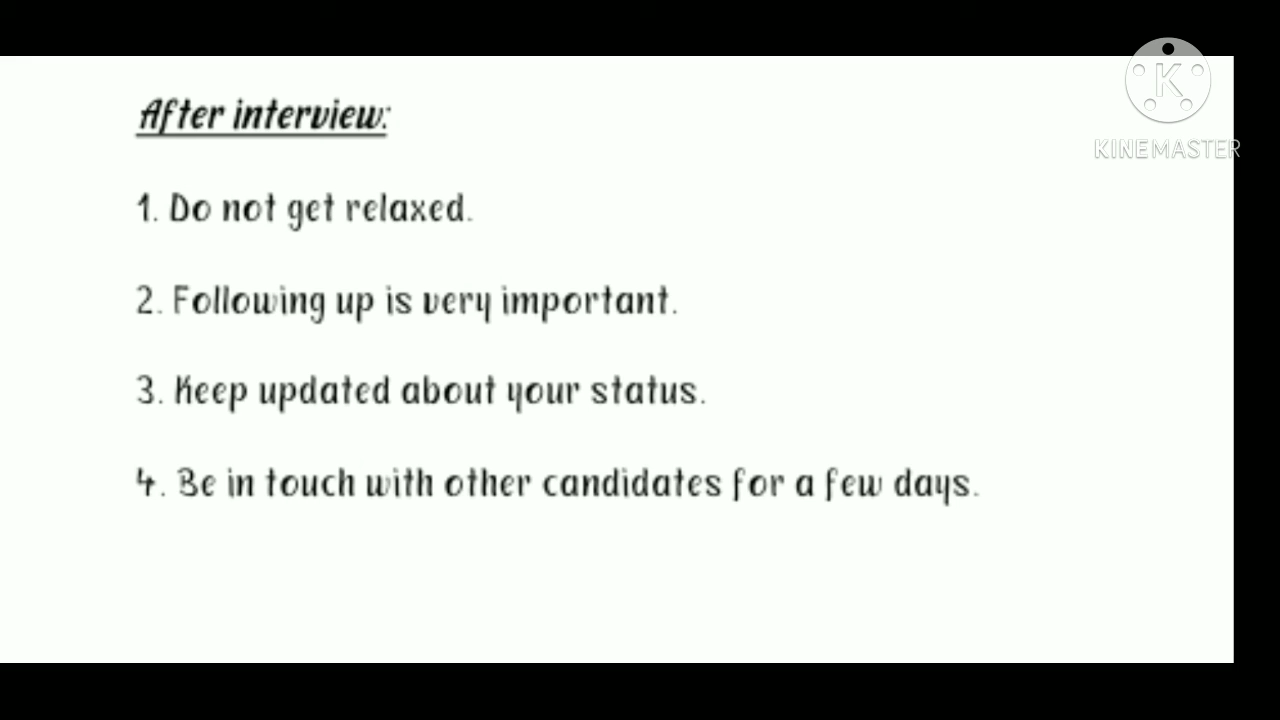 After interview:
K
KINEMASTER
1. Do not get relaxed.
2. Following up is very important.
3. Keep updated about your status.
4. Be in touch with other candidates for a few days.